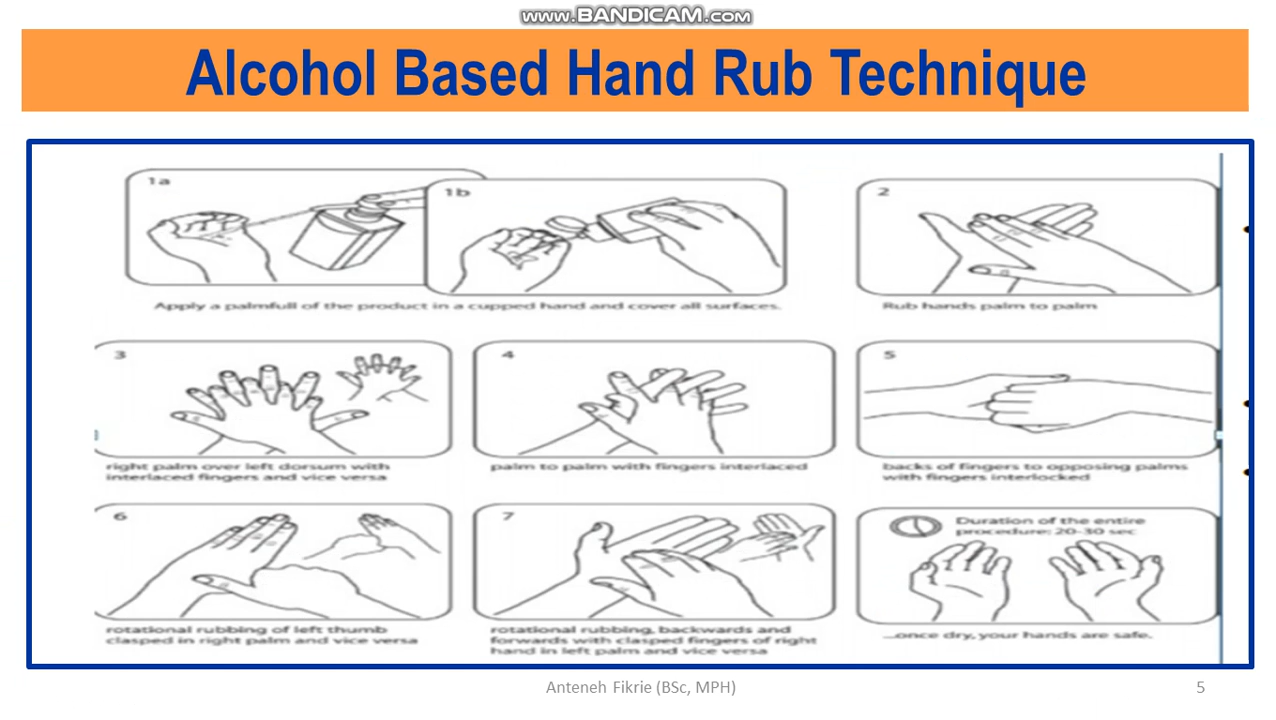 www.BANDICAM.com
Alcohol Based Hand Rub Technique
1a
1b
Apply a palmfull of the product in a cupped hand and cover all surfaces.
2
Rub hands palm to palm
3
right palm over left dorsum with
interlaced fingers and vice versa
4
palm to palm with fingers interlaced
5
backs of fingers to opposing palms
with fingers interlocked
6
rotational rubbing of left thumb
clasped in right palm and vice versa
7
rotational rubbing, backwards and
forwards with clasped fingers of right
hand in left palm and vice versa
Duration of the entire
procedure: 20-30 sec
...once dry, your hands are safe.
Anteneh Fikrie (BSc, MPH)
5